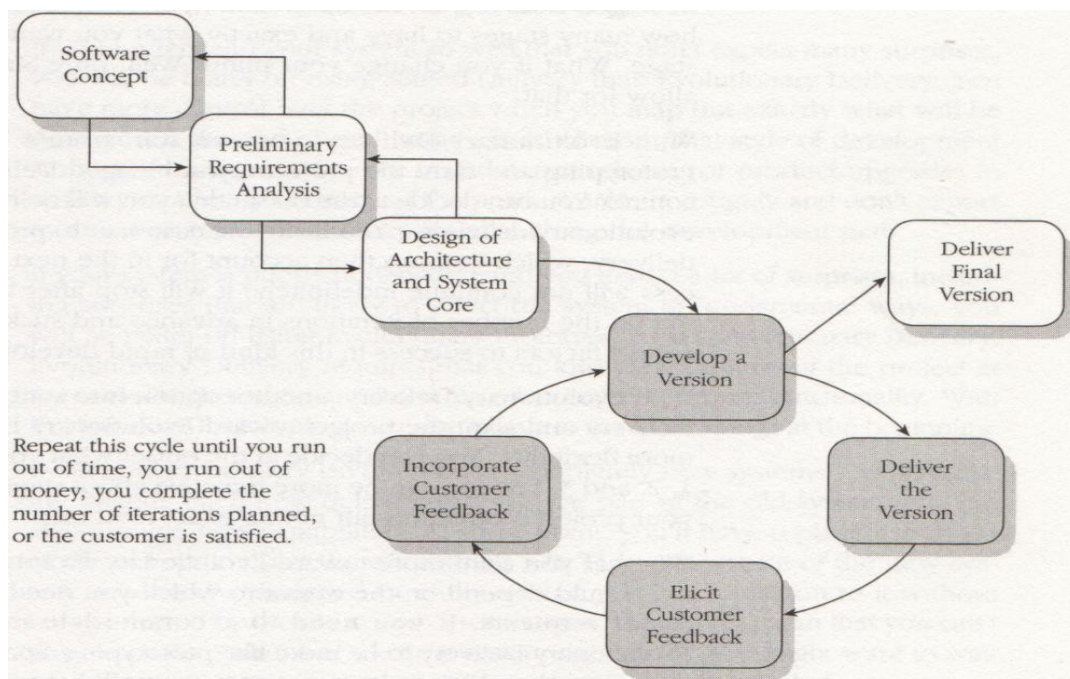 Software
Concept
Preliminary
Requirements
Analysis
Design of
Architecture
and System
Core
Deliver
Final
Version
Develop a
Version
Repeat this cycle until you run
out of time, you run out of
money, you complete the
number of iterations planned,
or the customer is satisfied.
Incorporate
Customer
Feedback
Deliver
the
Version
Elicit
Customer
Feedback